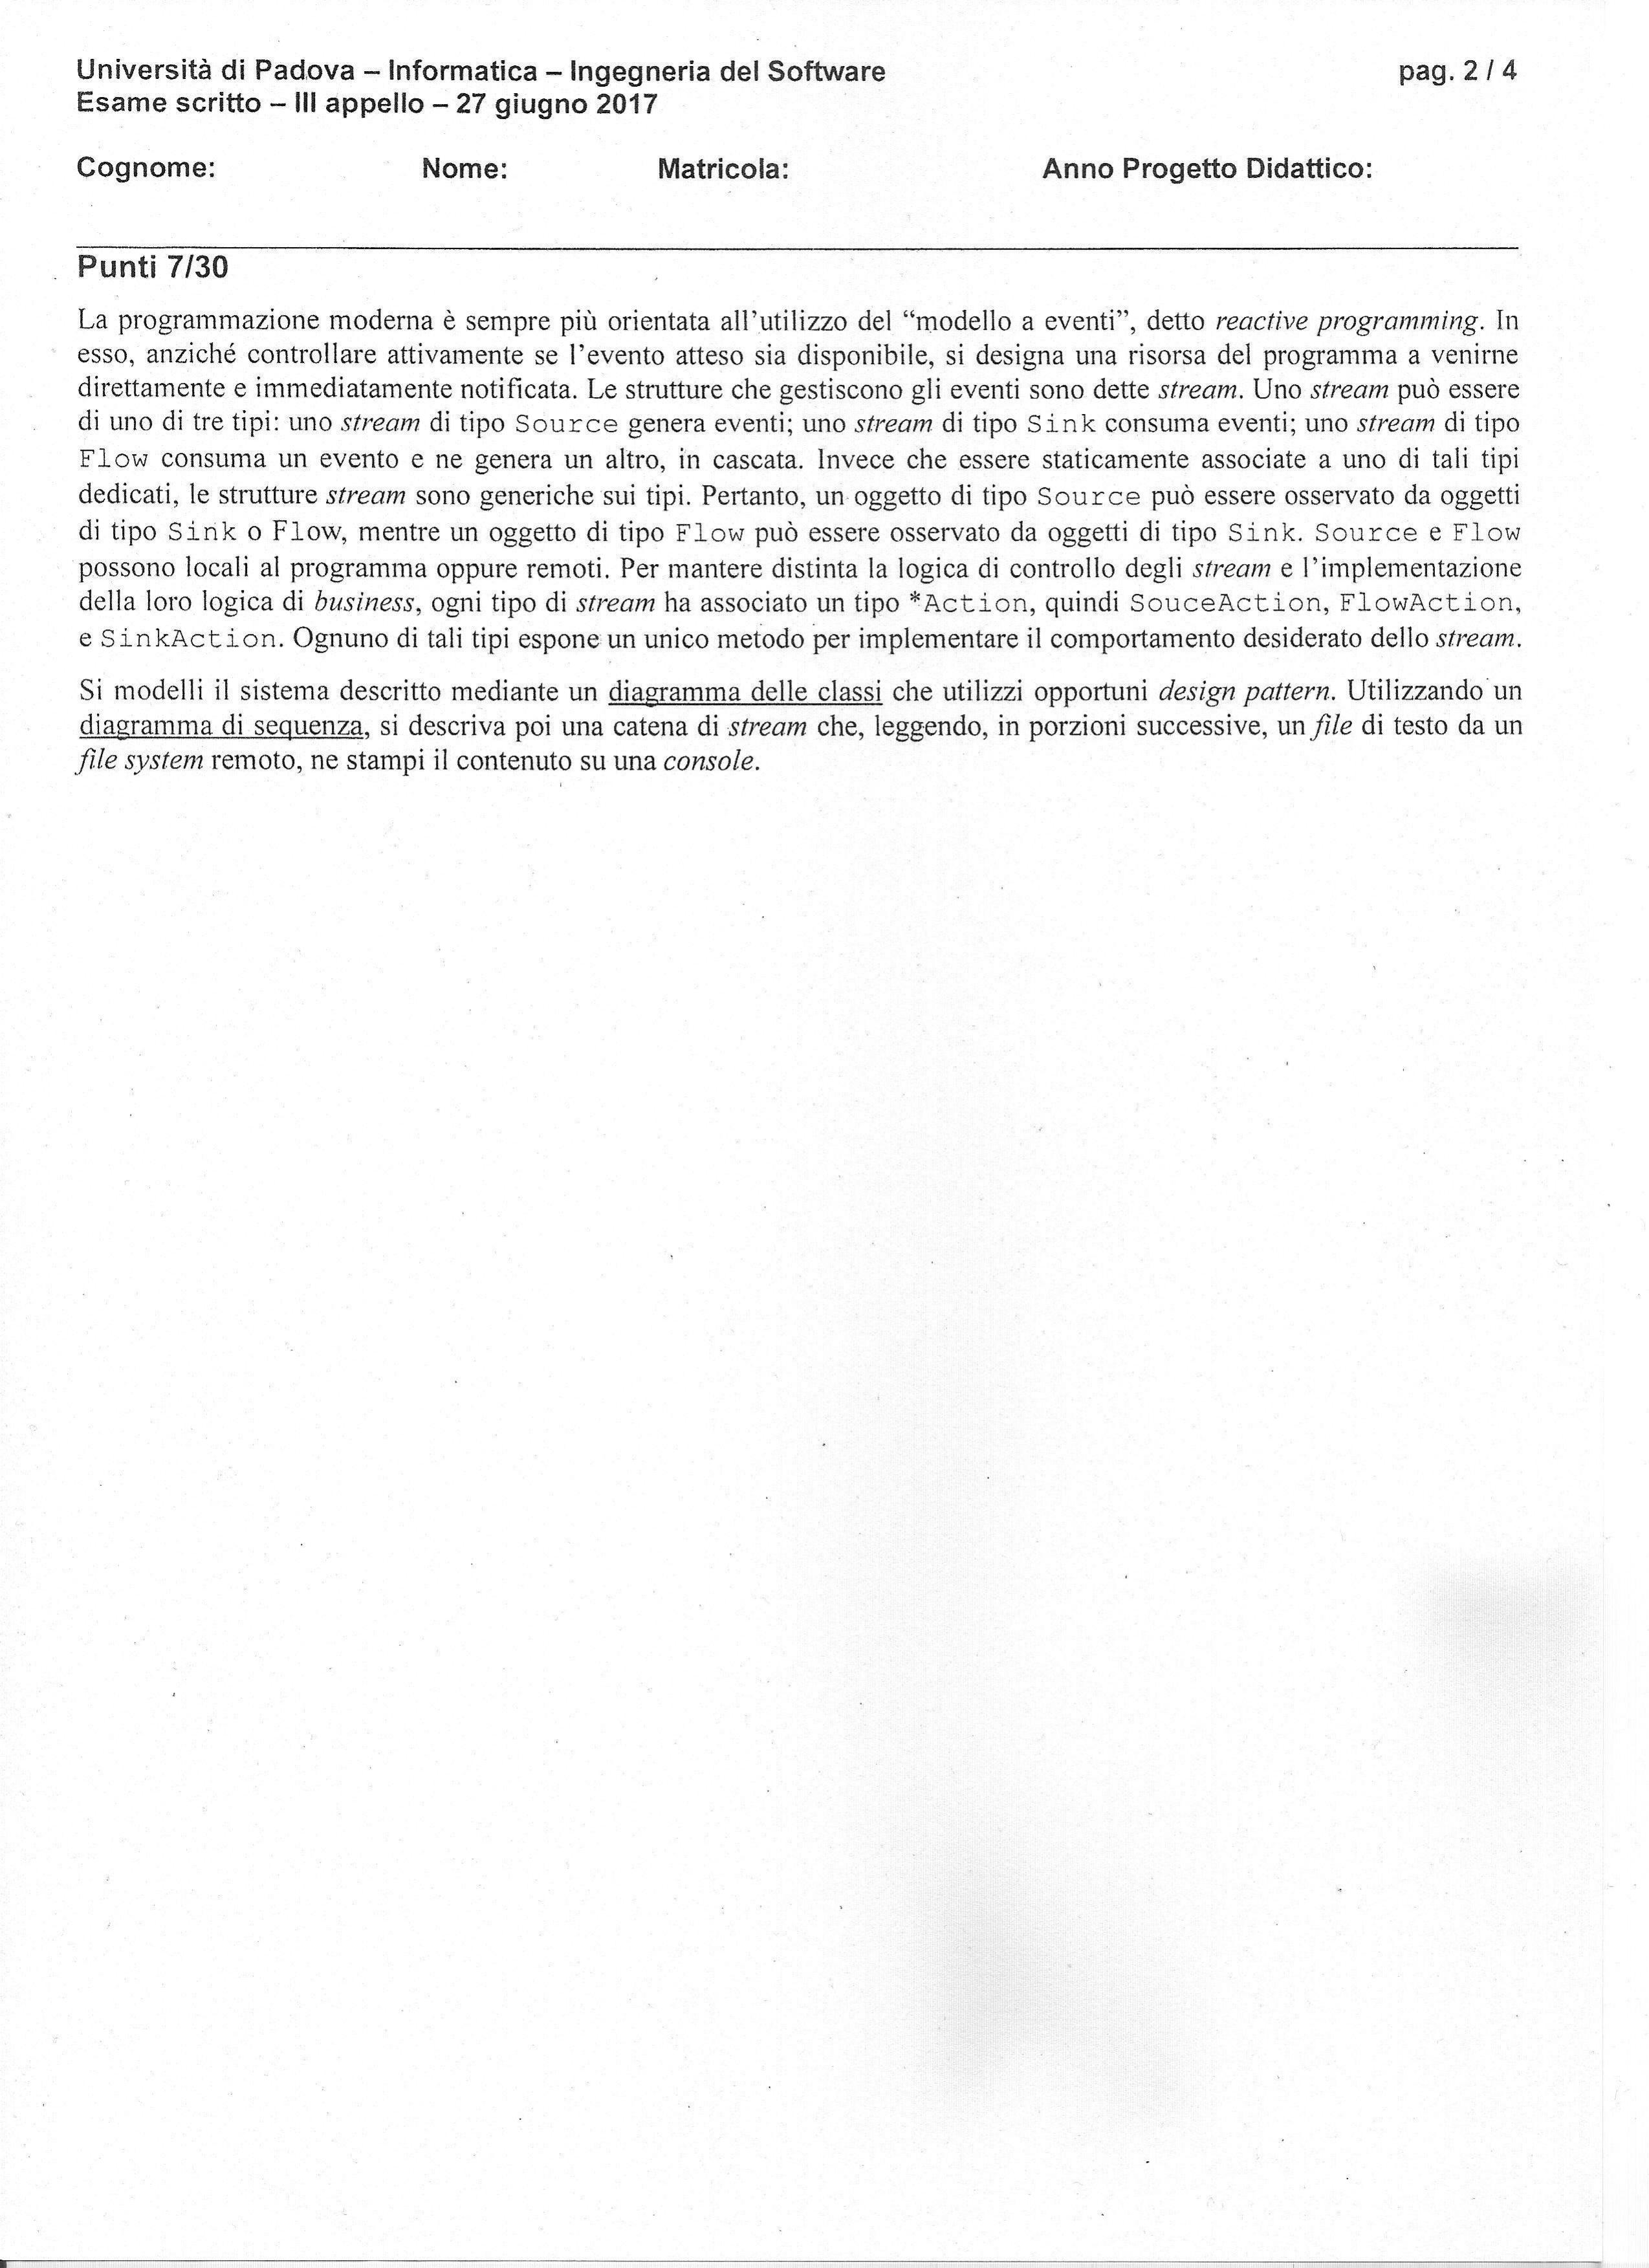 Università di Padova – Informatica – Ingegneria del Software pag. 2 / 4
Esame scritto – III appello – 27 giugno 2017
Cognome: Nome: Matricola: Anno Progetto Didattico:
Punti 7/30
La programmazione moderna è sempre più orientata all'utilizzo del “modello a eventi”, detto reactive programming. In
esso, anziché controllare attivamente se l'evento atteso sia disponibile, si designa una risorsa del programma a venirne
direttamente e immediatamente notificata. Le strutture che gestiscono gli eventi sono dette stream. Uno stream può essere
di uno di tre tipi: uno stream di tipo Source genera eventi; uno stream di tipo Sink consuma eventi; uno stream di tipo
Flow consuma un evento e ne genera un altro, in cascata. Invece che essere staticamente associate a uno di tali tipi
dedicati, le strutture stream sono generiche sui tipi. Pertanto, un oggetto di tipo Source può essere osservato da oggetti
di tipo Sink o Flow, mentre un oggetto di tipo Flow può essere osservato da oggetti di tipo Sink. Source e Flow
possono locali al programma oppure remoti. Per mantere distinta la logica di controllo degli stream e l'implementazione
della loro logica di business, ogni tipo di stream ha associato un tipo *Action, quindi SouceAction, FlowAction,
e SinkAction. Ognuno di tali tipi espone un unico metodo per implementare il comportamento desiderato dello stream.
Si modelli il sistema descritto mediante un diagramma delle classi che utilizzi opportuni design pattern. Utilizzando un
diagramma di sequenza, si descriva poi una catena di stream che, leggendo, in porzioni successive, un file di testo da un
file system remoto, ne stampi il contenuto su una console.